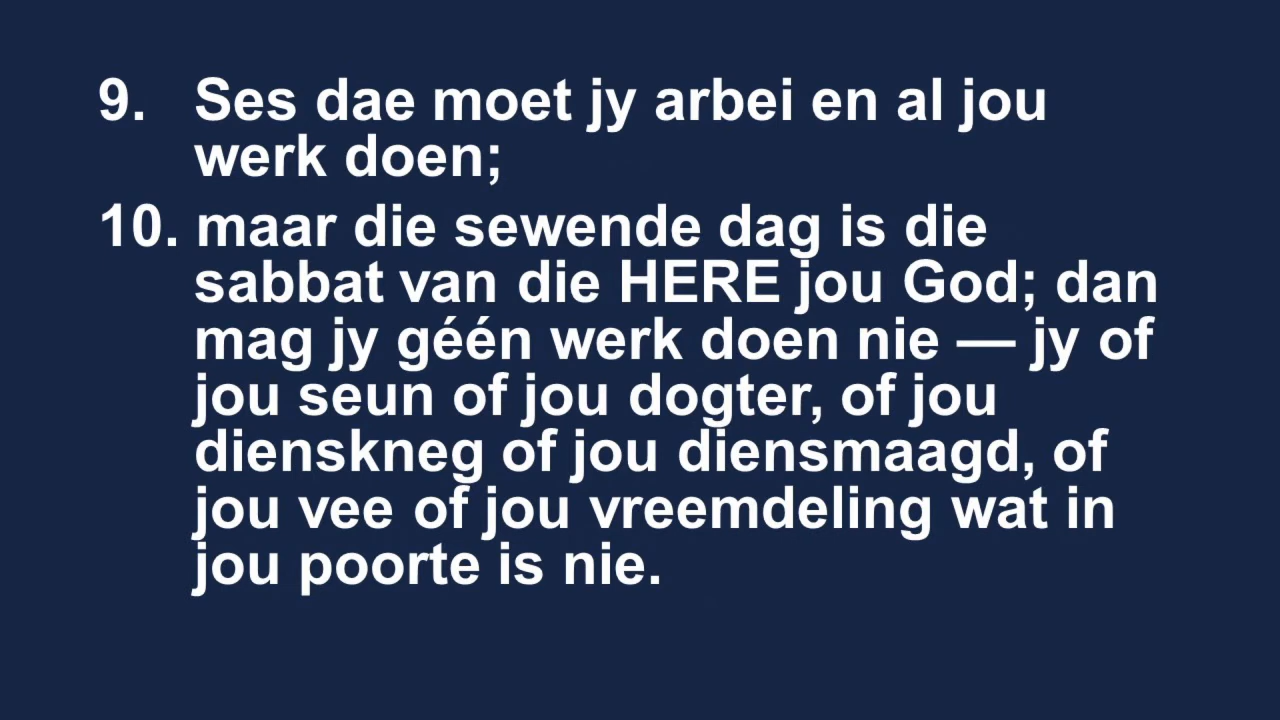 9. Ses dae moet jy arbei en al jou
werk doen;
10. maar die sewende dag is die
sabbat van die HERE jou God; dan
mag jy géén werk doen nie — jy of
jou seun of jou dogter, of jou
dienskneg of jou diensmaagd, of
jou vee of jou vreemdeling wat in
jou poorte is nie.